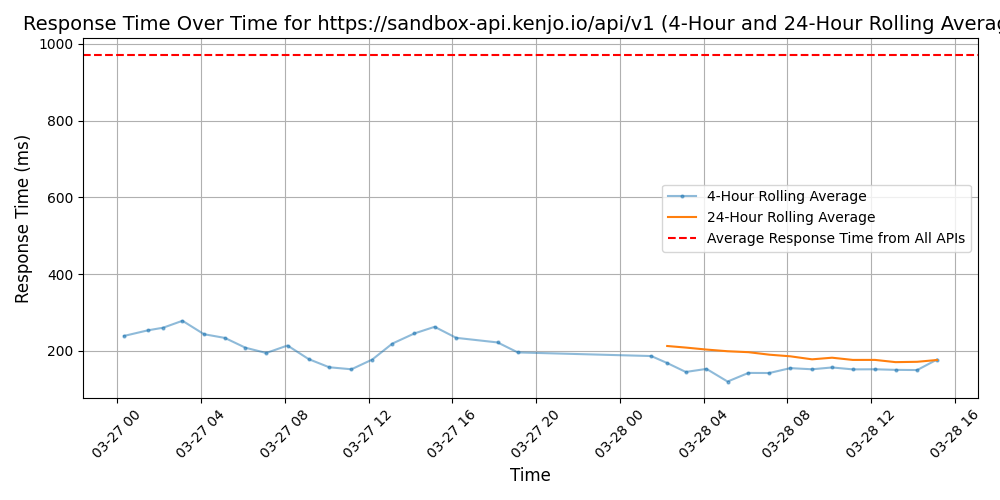 Response Time Over Time for https://sandbox-api.kenjo.io/api/v1 (4-Hour and 24-Hour Rolling Averag
1000
800
600
400
200
Response Time (ms)
4-Hour Rolling Average
24-Hour Rolling Average
Average Response Time from All APIs
03-27 00
03-27 04
03-27 08
03-27 12
03-27 16
03-27 20
03-28 00
03-28 04
03-28 08
03-28 12
03-28 16
Time